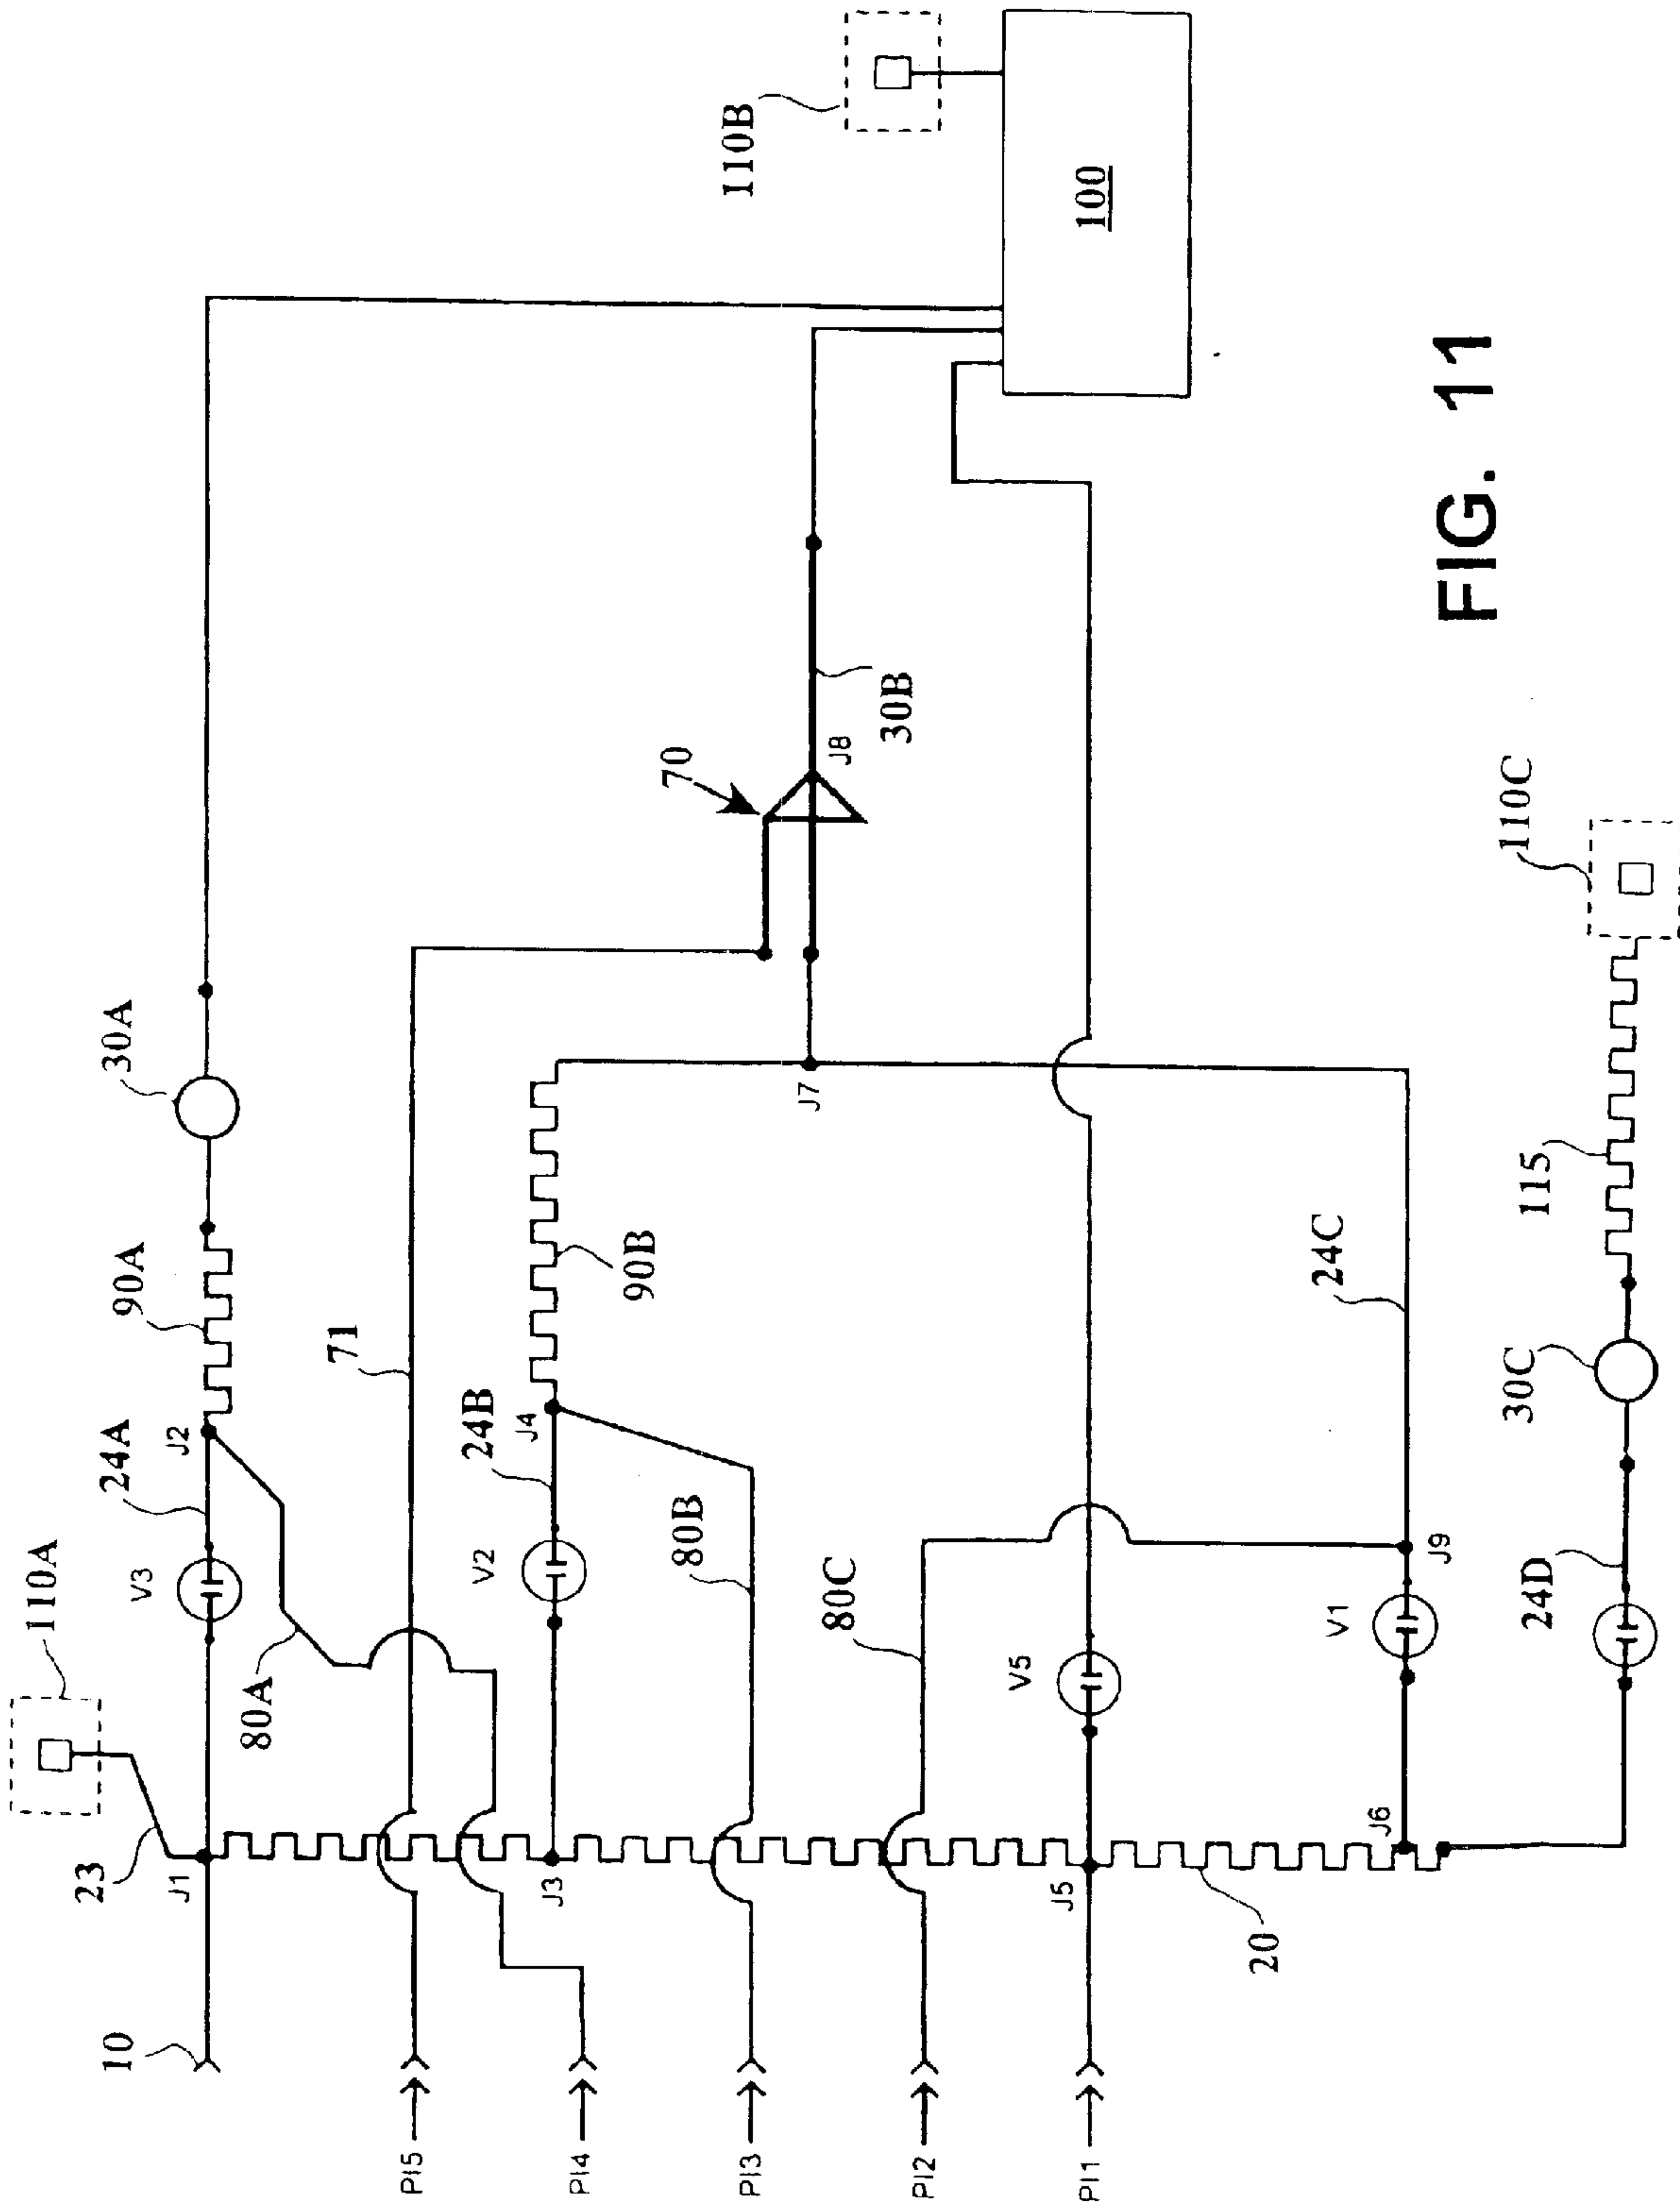 110B
100
30A
70
J8
30B
110C
90A
71
J7
90B
24C
115
30C
110A
24A
V3
J2
80A
24B
J4
V2
80B
80C
V5
V1
J9
24D
23
J1
J3
J5
J6
20
10
PI5
PI4
PI3
PI2
PI1
FIG. 11